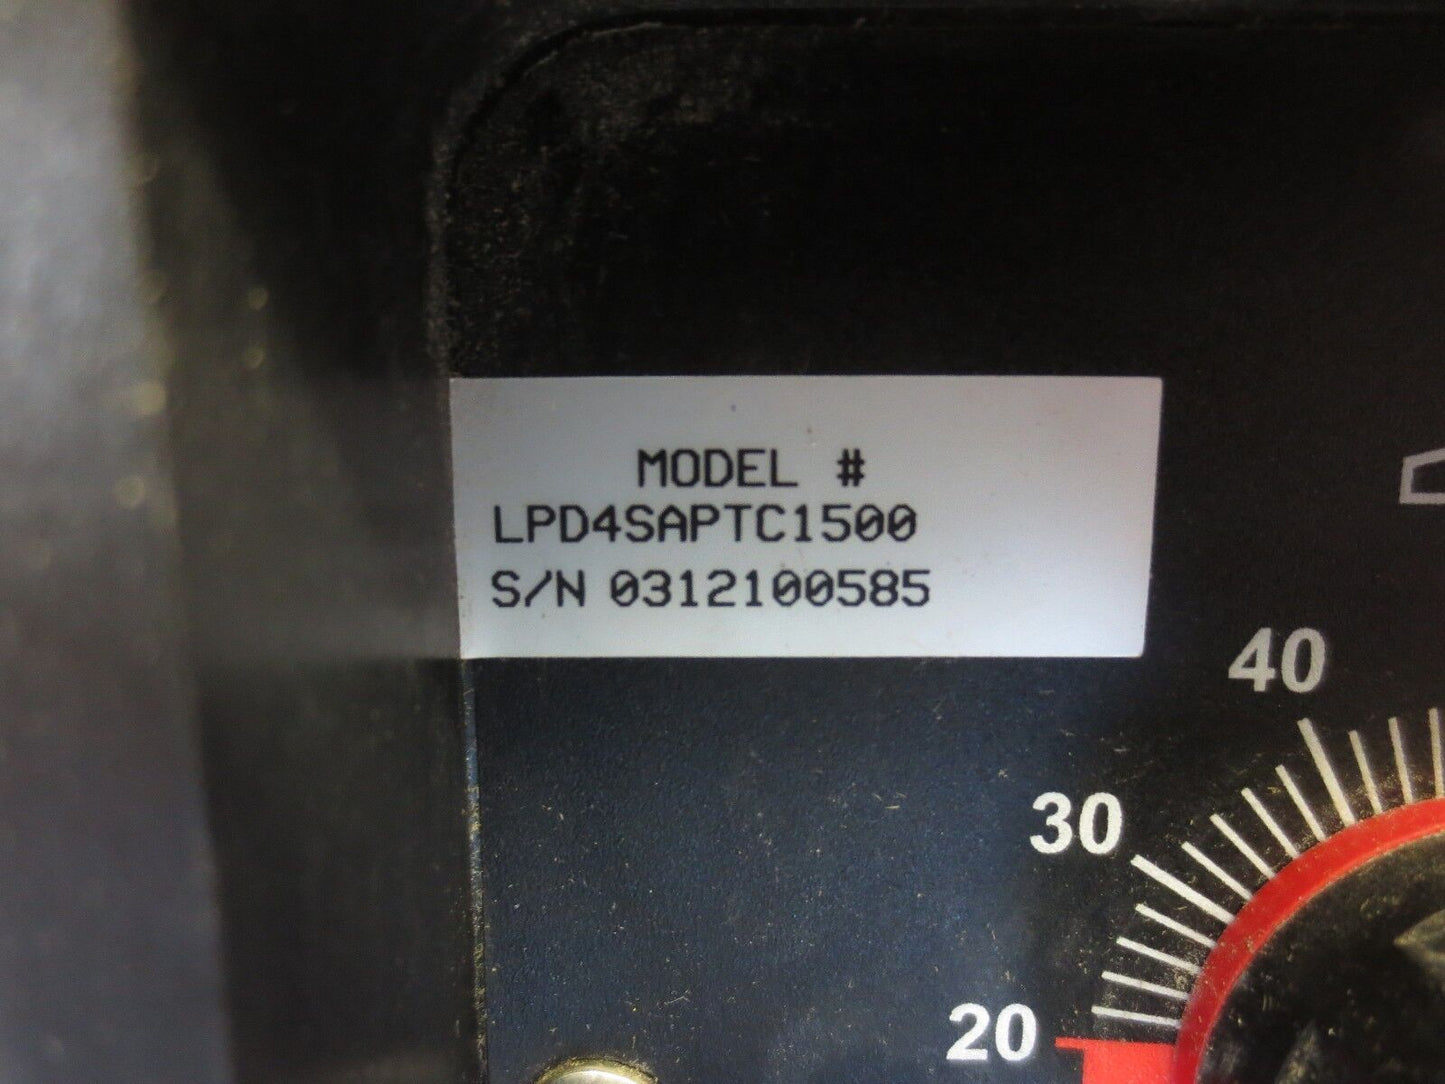 MODEL #
LPD4SAPTC1500
S/N 0312100585
40
30
20